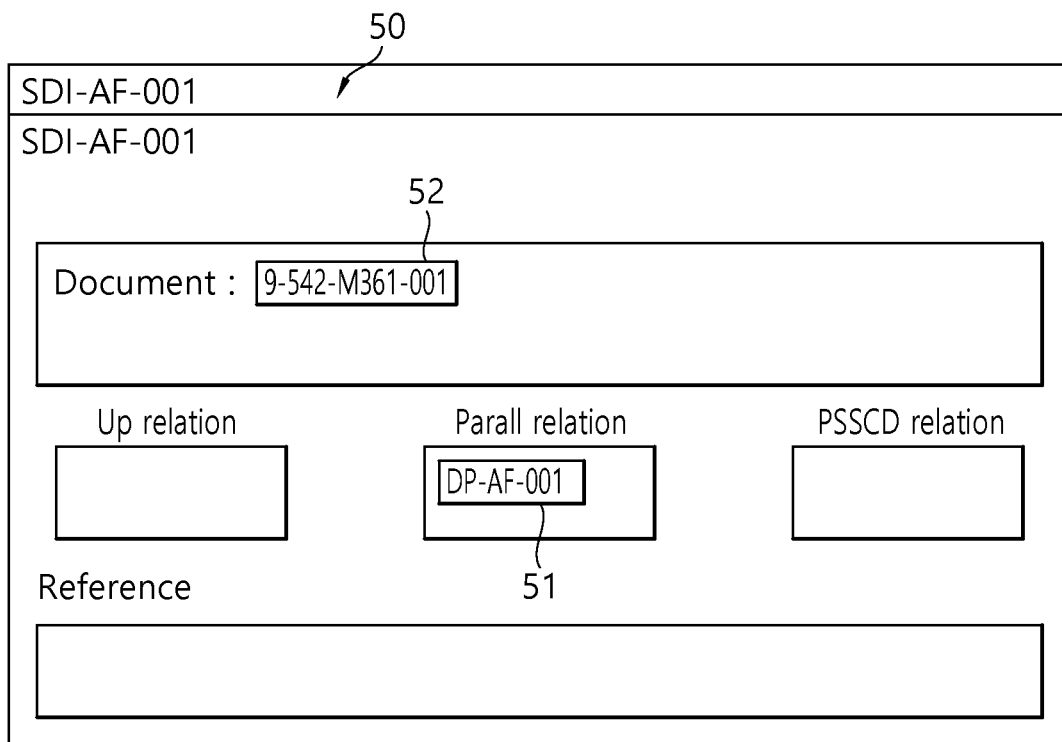 50
SDI-AF-001
SDI-AF-001
52
Document : 9-542-M361-001
Up relation Parall relation PSSCD relation
DP-AF-001
Reference 51